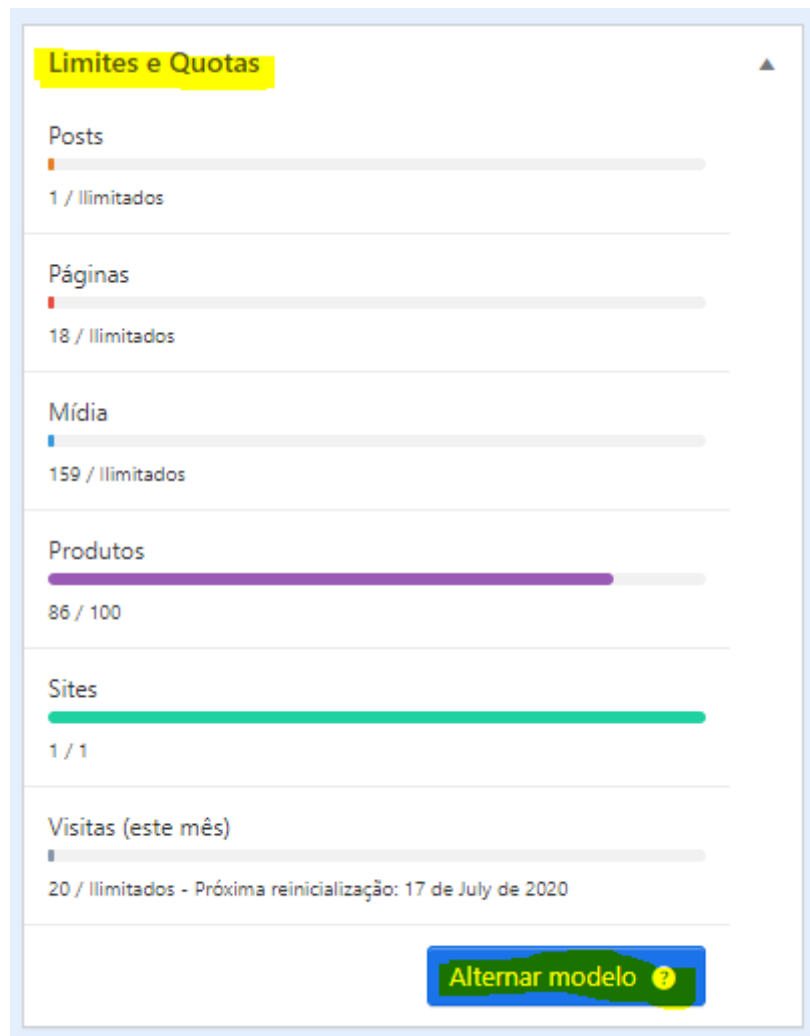 Limites e Quotas
Posts
1 / Ilimitados
Páginas
18 / Ilimitados
Mídia
159 / Ilimitados
Produtos
86 / 100
Sites
1 / 1
Visitas (este mês)
20 / Ilimitados - Próxima reinicialização: 17 de July de 2020
Alternar modelo ?